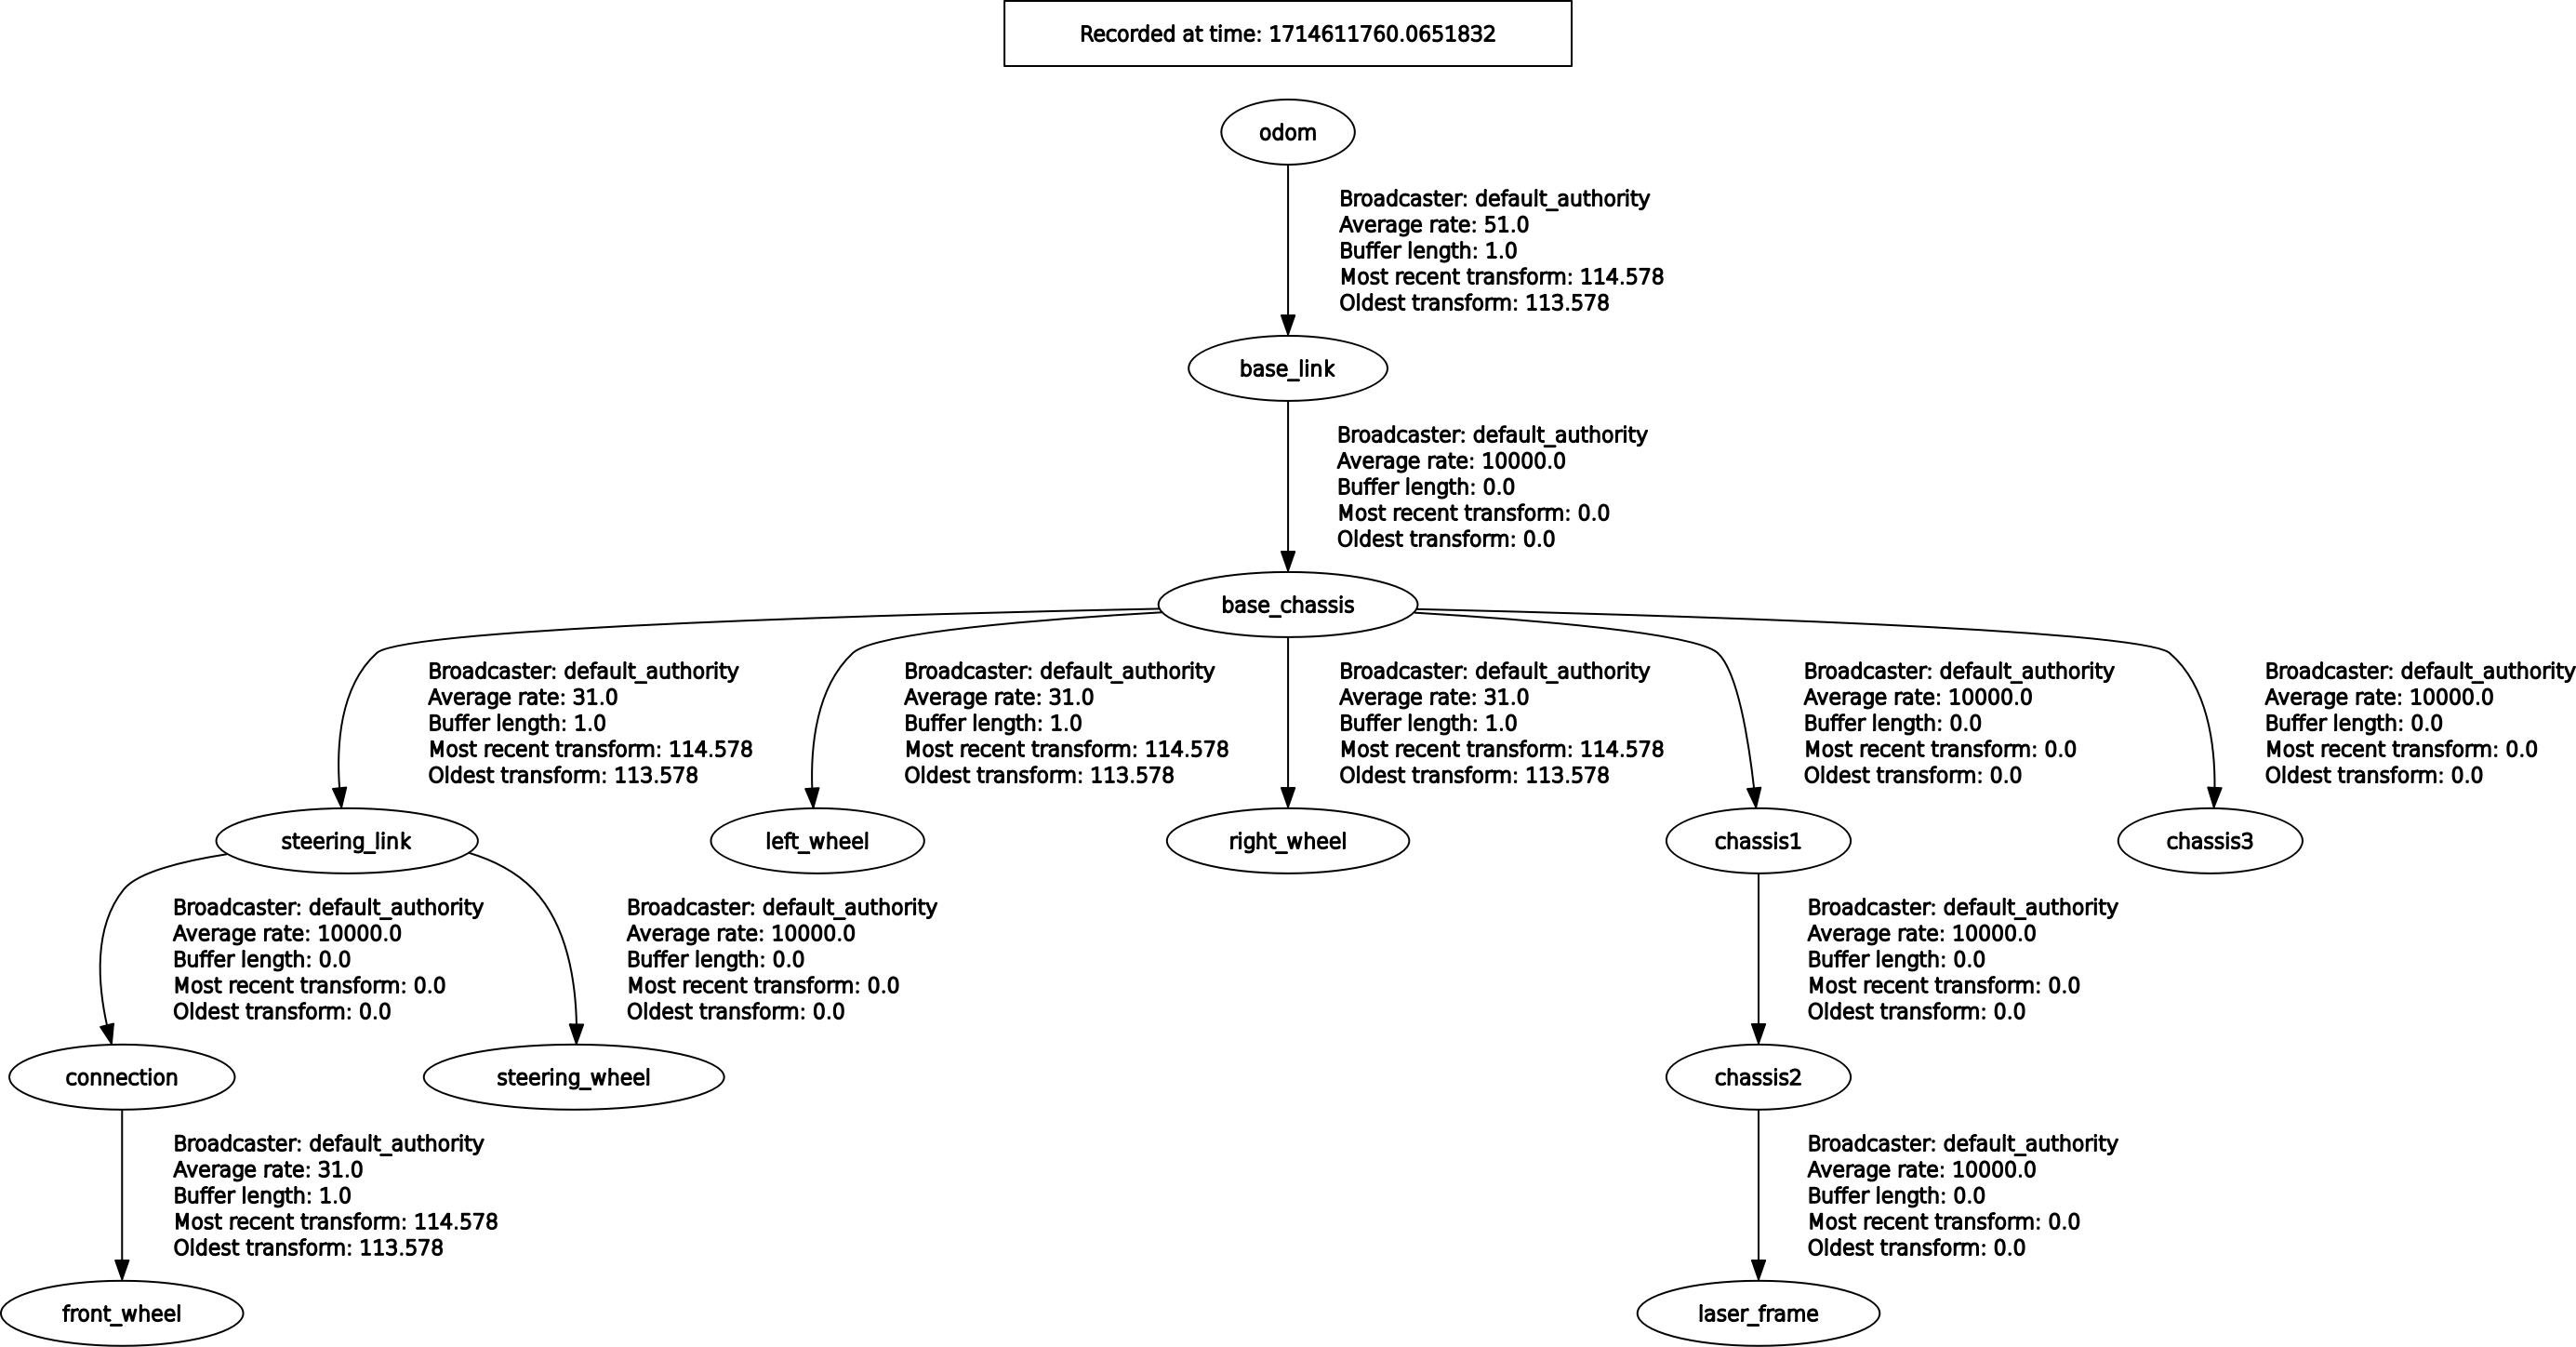 Recorded at time: 1714611760.0651832
odom
Broadcaster: default_authority
Average rate: 51.0
Buffer length: 1.0
Most recent transform: 114.578
Oldest transform: 113.578
base_link
Broadcaster: default_authority
Average rate: 10000.0
Buffer length: 0.0
Most recent transform: 0.0
Oldest transform: 0.0
base_chassis
Broadcaster: default_authority
Average rate: 31.0
Buffer length: 1.0
Most recent transform: 114.578
Oldest transform: 113.578
Broadcaster: default_authority
Average rate: 31.0
Buffer length: 1.0
Most recent transform: 114.578
Oldest transform: 113.578
Broadcaster: default_authority
Average rate: 31.0
Buffer length: 1.0
Most recent transform: 114.578
Oldest transform: 113.578
Broadcaster: default_authority
Average rate: 10000.0
Buffer length: 0.0
Most recent transform: 0.0
Oldest transform: 0.0
Broadcaster: default_authority
Average rate: 10000.0
Buffer length: 0.0
Most recent transform: 0.0
Oldest transform: 0.0
steering_link
left_wheel
right_wheel
chassis1
chassis3
Broadcaster: default_authority
Average rate: 10000.0
Buffer length: 0.0
Most recent transform: 0.0
Oldest transform: 0.0
Broadcaster: default_authority
Average rate: 10000.0
Buffer length: 0.0
Most recent transform: 0.0
Oldest transform: 0.0
Broadcaster: default_authority
Average rate: 10000.0
Buffer length: 0.0
Most recent transform: 0.0
Oldest transform: 0.0
connection
steering_wheel
chassis2
Broadcaster: default_authority
Average rate: 31.0
Buffer length: 1.0
Most recent transform: 114.578
Oldest transform: 113.578
Broadcaster: default_authority
Average rate: 10000.0
Buffer length: 0.0
Most recent transform: 0.0
Oldest transform: 0.0
front_wheel
laser_frame